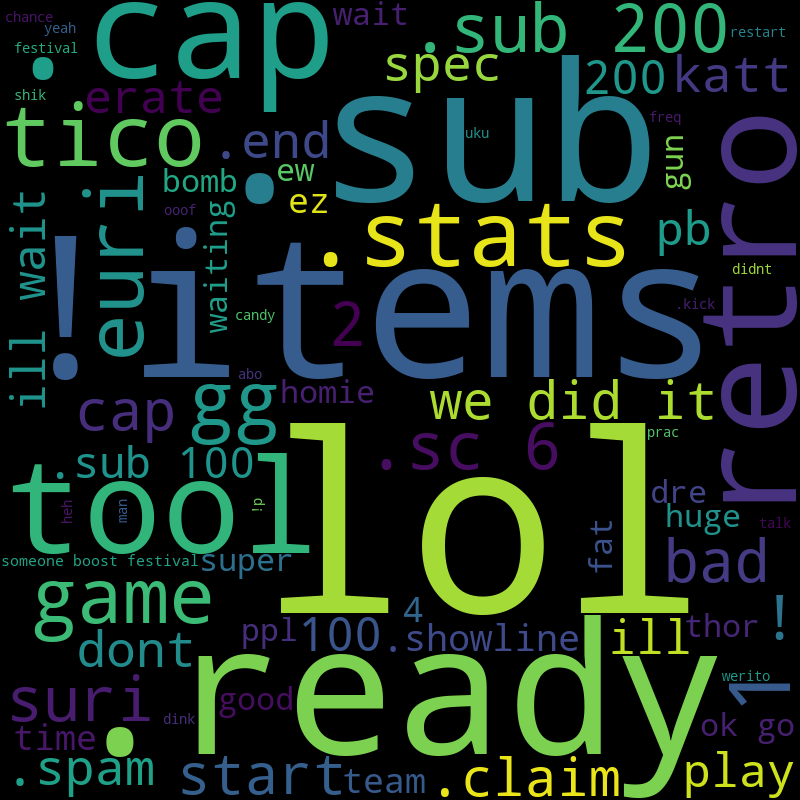 chance
yeah
cap
wait
.sub 200
restart
festival
.
spec
200
katt
shik
erate
.sub
freq
tico
.end
uku
gun
retro
bomb
ew
ooof
ez
.stats
pb
ill wait
euri
waiting
didnt
!items
.kick
candy
2
abo
homie
cap
gg
we did it
.sc 6
prac
.sub 100
lol
tool
dre
heh
man
d!
huge
talk
someone boost festival
super
fat
bad
game
4
!
ppl
100
.showline
ill
thor
dont
.ready
werito
1
suri
dink
good
ok go
time
.spam
start
team
.claim
play